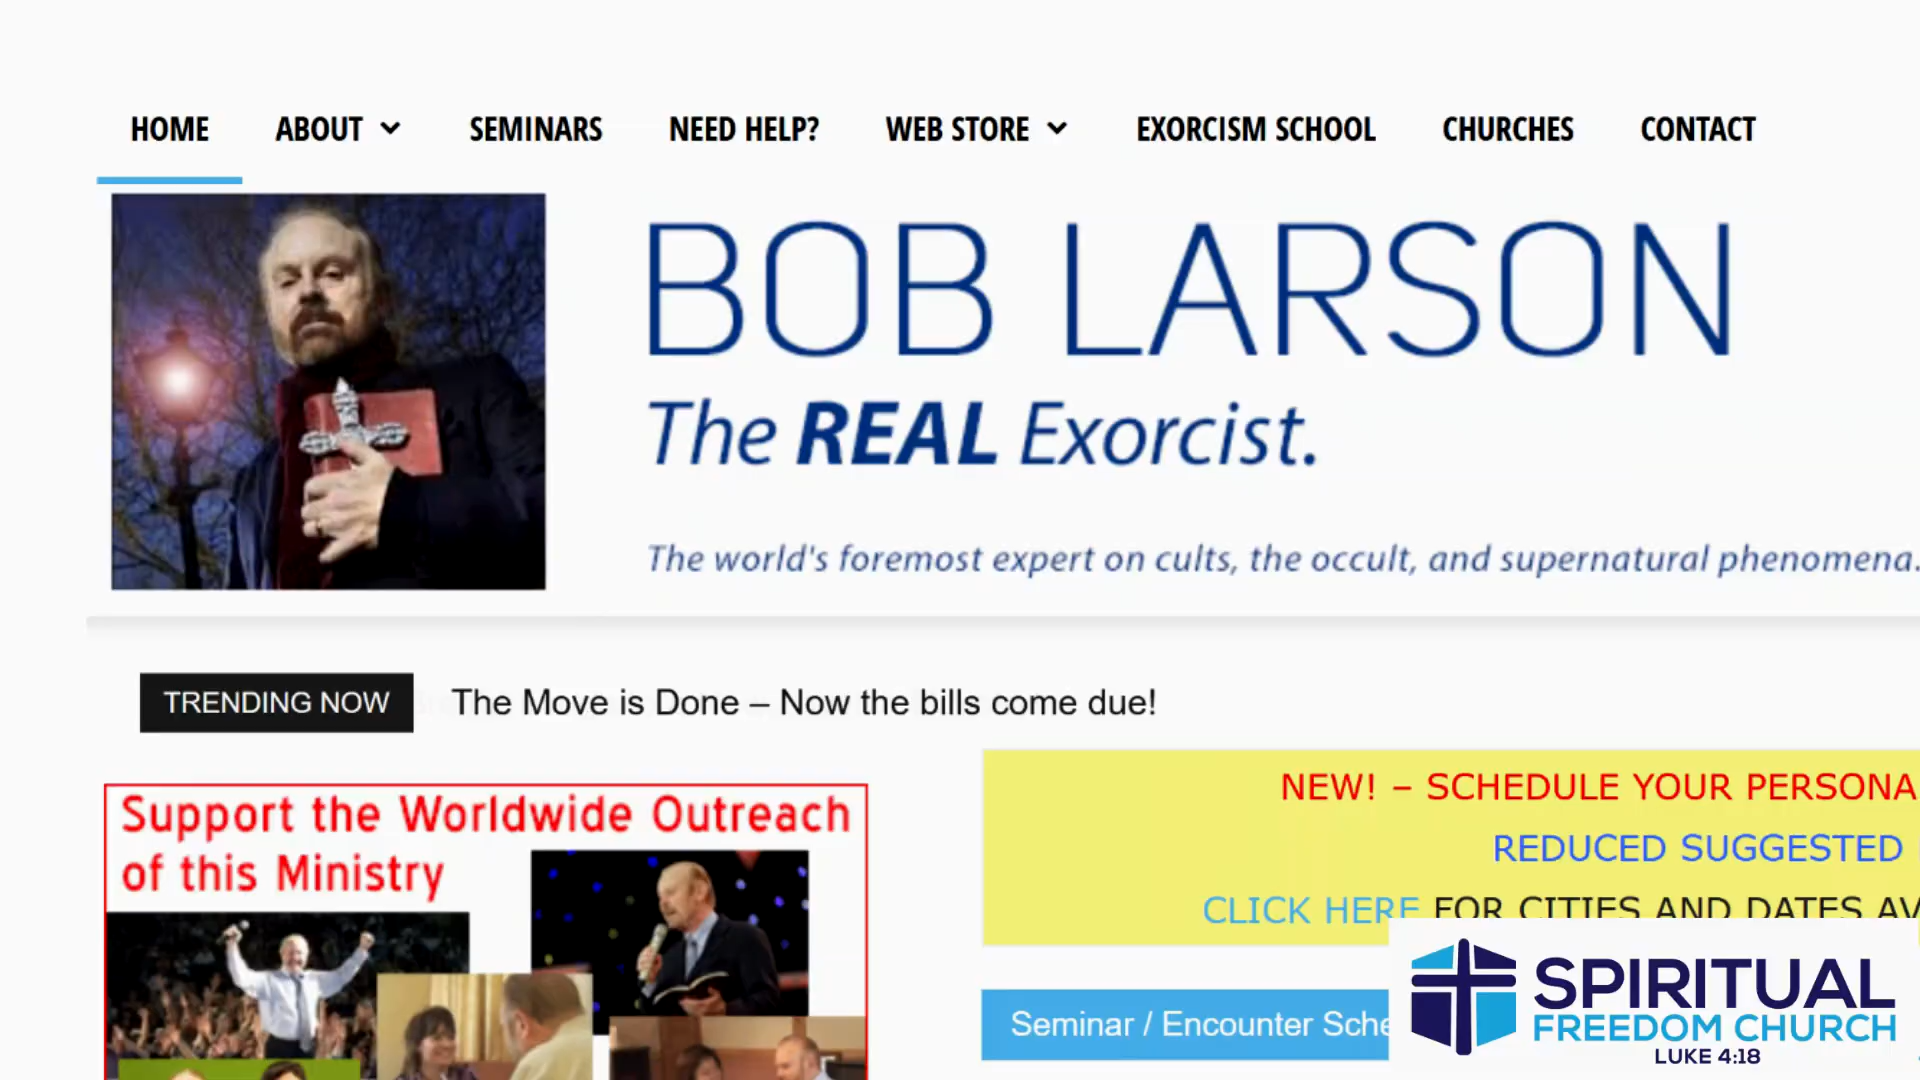 HOME ABOUT SEMINARS NEED HELP? WEB STORE EXORCISM SCHOOL CHURCHES CONTACT
BOB LARSON
The REAL Exorcist.
The world's foremost expert on cults, the occult, and supernatural phenomena.
TRENDING NOW The Move is Done – Now the bills come due!
Support the Worldwide Outreach
of this Ministry
NEW! – SCHEDULE YOUR PERSONA
REDUCED SUGGESTED
CLICK HERE FOR CITIES AND DATES AV
Seminar / Encounter Sche
SPIRITUAL
FREEDOM CHURCH
LUKE 4:18